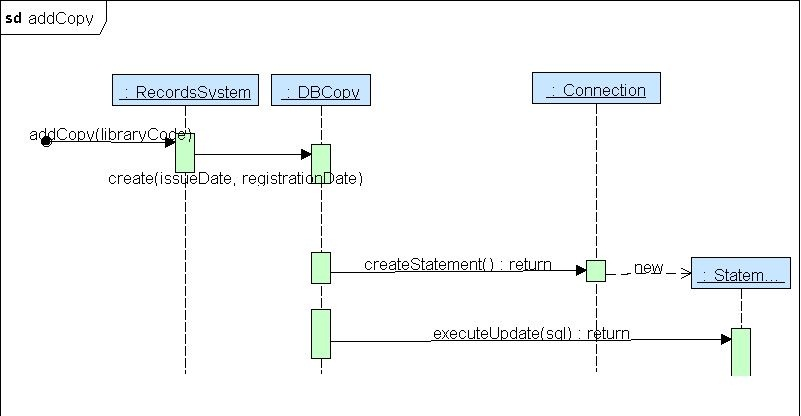 sd addCopy
: RecordsSystem
: DBCopy
: Connection
addCopy(libraryCode)
create(issueDate, registrationDate)
createStatement() : return
new
: Statem...
executeUpdate(sql) : return